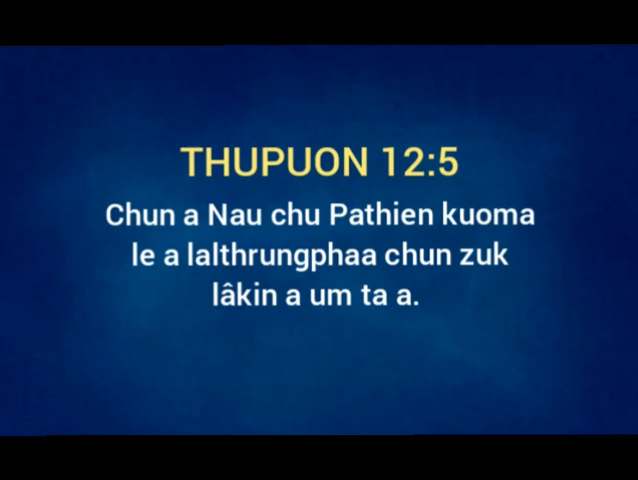 THUPUON 12:5
Chun a Nau chu Pathien kuoma
le a lalthrungphaa chun zuk
lâkin a um ta a.